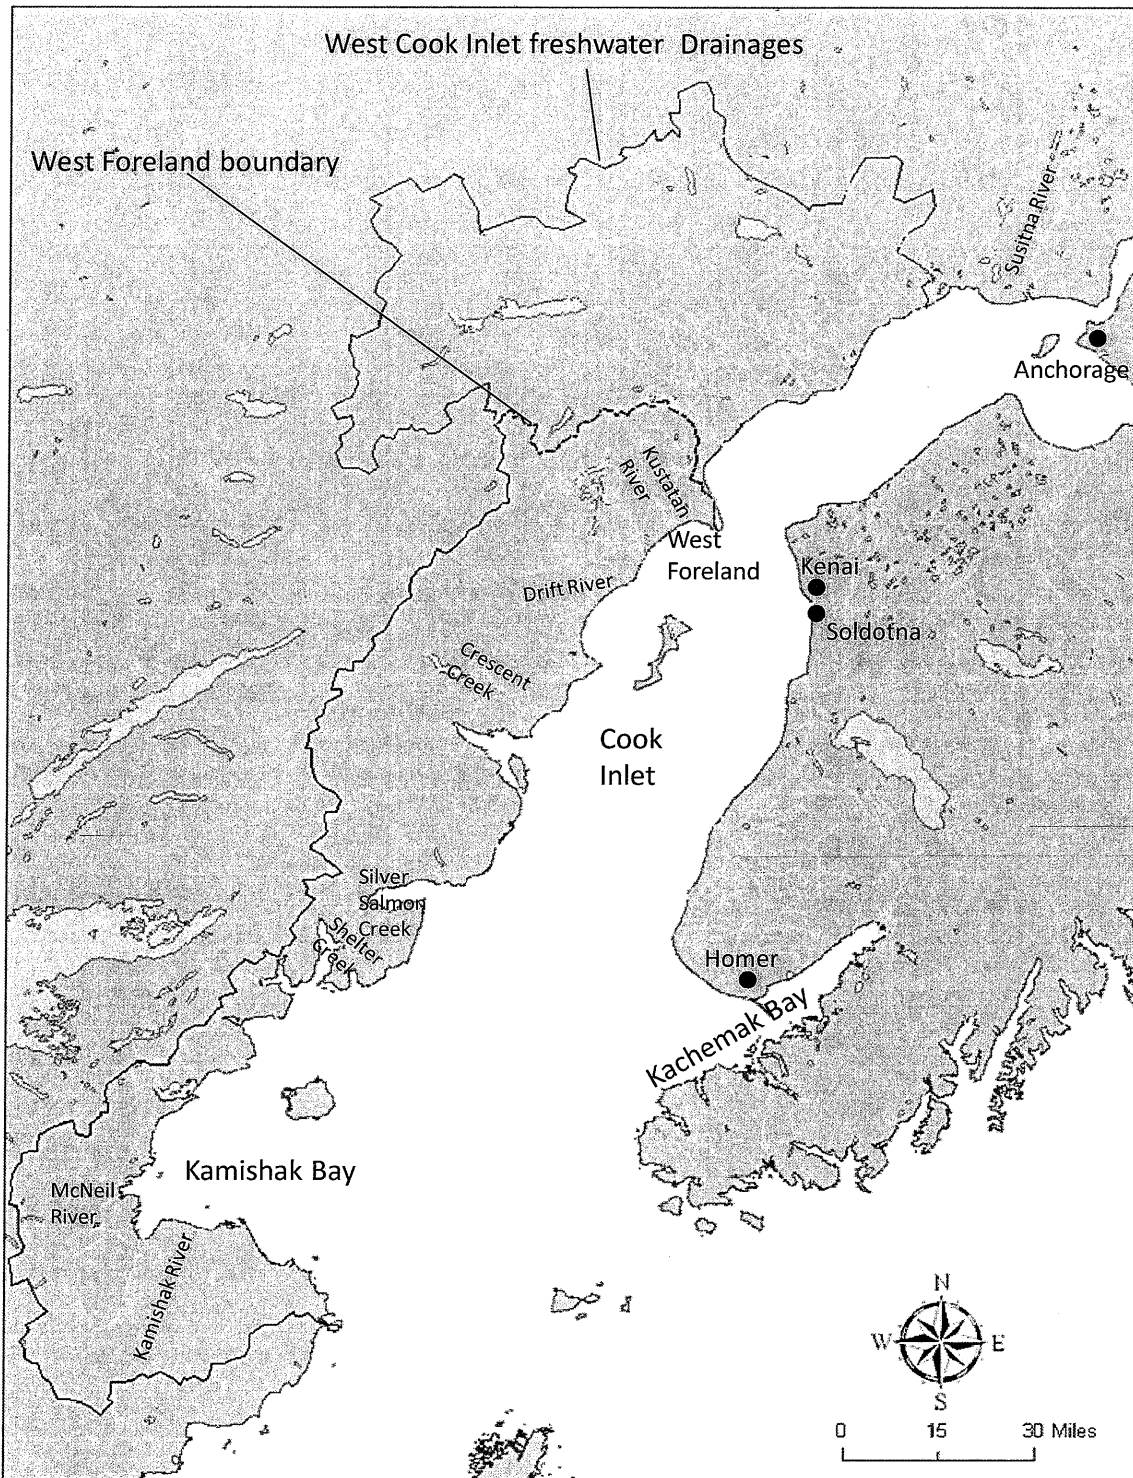 West Cook Inlet freshwater Drainages
West Foreland boundary
Susitna River
Anchorage
Kustatan
River
West
Foreland
Kenai
Drift River
Soldotna
Crescent
Creek
Cook
Inlet
Silver
Salmon
Creek
Shelter
Creek
Homer
Kachemak Bay
Kamishak Bay
McNeil
River
Kamishak River
N
W
E
S
0 15 30 Miles